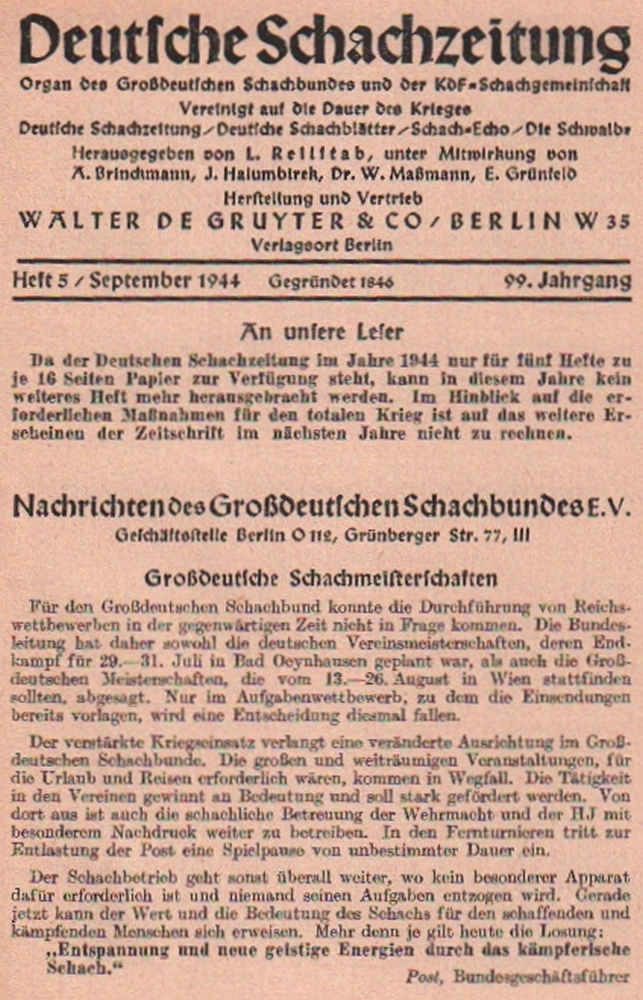 Deutsche Schachzeitung
Organ des Großdeutschen Schachbundes und der KdF-Schachgemeinschaft
Vereinigt auf die Dauer des Krieges
Deutsche Schachzeitung / Deutsche Schachblätter / Schach-Echo / Die Schwalbe
Herausgegeben von L. Rellstab, unter Mitwirkung von
A. Brinckmann, J. Halumbirek, Dr. W. Maßmann, E. Grünfeld
Herstellung und Vertrieb
WALTER DE GRUYTER & CO / BERLIN W 35
Verlagsort Berlin
Heft 5 / September 1944 Gegründet 1846 99. Jahrgang
An unsere Leser
Da der Deutschen Schachzeitung im Jahre 1944 nur für fünf Hefte zu
je 16 Seiten Papier zur Verfügung steht, kann in diesem Jahre kein
weiteres Heft mehr herausgebracht werden. Im Hinblick auf die er-
forderlichen Maßnahmen für den totalen Krieg ist auf das weitere Er-
scheinen der Zeitschrift im nächsten Jahre nicht zu rechnen.
Nachrichten des Großdeutschen Schachbundes E.V.
Geschäftsstelle Berlin O 112, Grünberger Str. 77, III
Großdeutsche Schachmeisterschaften
Für den Großdeutschen Schachbund konnte die Durchführung von Reichs-
wettbewerben in der gegenwärtigen Zeit nicht in Frage kommen. Die Bundes-
leitung hat daher sowohl die deutschen Vereinsmeisterschaften, deren End-
kampf für 29.—31. Juli in Bad Oeynhausen geplant war, als auch die Groß-
deutschen Meisterschaften, die vom 13.—26. August in Wien stattfinden
sollten, abgesagt. Nur im Aufgabenwettbewerb, zu dem die Einsendungen
bereits vorlagen, wird eine Entscheidung diesmal fallen.
Der verstärkte Kriegseinsatz verlangt eine veränderte Ausrichtung im Groß-
deutschen Schachbunde. Die großen und weiträumigen Veranstaltungen, für
die Urlaub und Reisen erforderlich wären, kommen in Wegfall. Die Tätigkeit
in den Vereinen gewinnt an Bedeutung und soll stark gefördert werden. Von
dort aus ist auch die schachliche Betreuung der Wehrmacht und der HJ mit
besonderem Nachdruck weiter zu betreiben. In den Fernturnieren tritt zur
Entlastung der Post eine Spielpause von unbestimmter Dauer ein.
Der Schachbetrieb geht sonst überall weiter, wo kein besonderer Apparat
dafür erforderlich ist und niemand seinen Aufgaben entzogen wird. Gerade
jetzt kann der Wert und die Bedeutung des Schachs für den schaffenden und
kämpfenden Menschen sich erweisen. Mehr denn je gilt heute die Losung:
„Entspannung und neue geistige Energien durch das kämpferische
Schach."
Post, Bundesgeschäftsführer